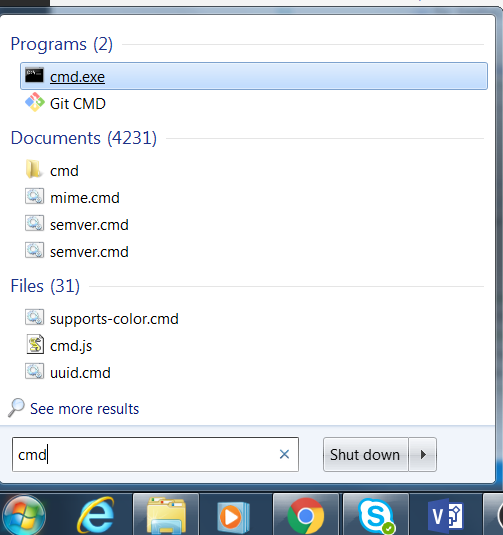 Programs (2)
cmd.exe
Git CMD
Documents (4231)
cmd
mime.cmd
semver.cmd
semver.cmd
Files (31)
supports-color.cmd
cmd.js
uuid.cmd
See more results
cmd
Shut down